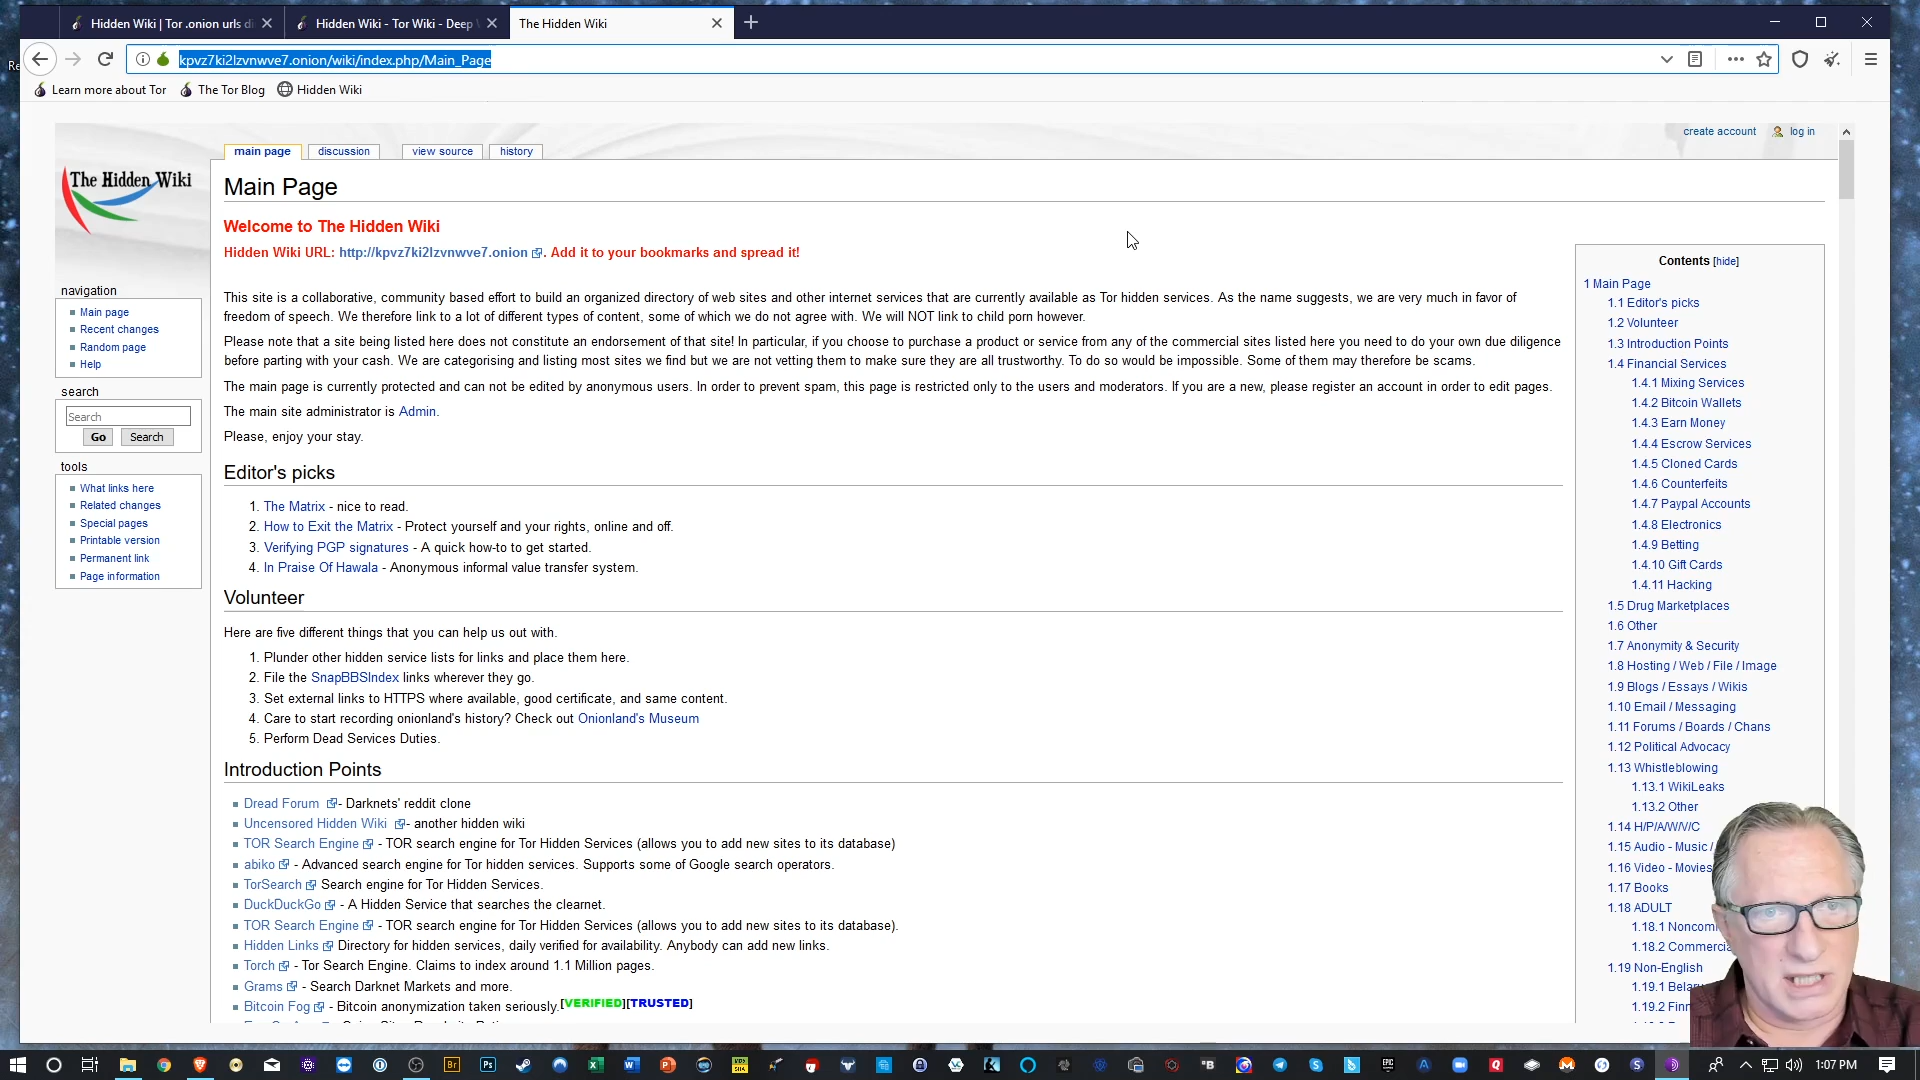 Hidden Wiki | Tor .onion urls di
Hidden Wiki - Tor Wiki - Deep
The Hidden Wiki
kpvz7ki2lzvnwve7.onion/wiki/index.php/Main_Page
Learn more about Tor
The Tor Blog
Hidden Wiki
create account
log in
main page
discussion
view source
history
The Hidden Wiki
Main Page
Welcome to The Hidden Wiki
Hidden Wiki URL: http://kpvz7ki2lzvnwve7.onion . Add it to your bookmarks and spread it!
This site is a collaborative, community based effort to build an organized directory of web sites and other internet services that are currently available as Tor hidden services. As the name suggests, we are very much in favor of
freedom of speech. We therefore link to a lot of different types of content, some of which we do not agree with. We will NOT link to child porn however.
Please note that a site being listed here does not constitute an endorsement of that site! In particular, if you choose to purchase a product or service from any of the commercial sites listed here you need to do your own due diligence
before parting with your cash. We are categorising and listing most sites we find but we are not vetting them to make sure they are all trustworthy. To do so would be impossible. Some of them may therefore be scams.
The main page is currently protected and can not be edited by anonymous users. In order to prevent spam, this page is restricted only to the users and moderators. If you are a new, please register an account in order to edit pages.
The main site administrator is Admin.
Please, enjoy your stay.
navigation
Main page
Recent changes
Random page
Help
search
Search
Go
Search
tools
What links here
Related changes
Special pages
Printable version
Permanent link
Page information
Editor's picks
1. The Matrix - nice to read.
2. How to Exit the Matrix - Protect yourself and your rights, online and off.
3. Verifying PGP signatures - A quick how-to to get started.
4. In Praise Of Hawala - Anonymous informal value transfer system.
Volunteer
Here are five different things that you can help us out with.
1. Plunder other hidden service lists for links and place them here.
2. File the SnapBBSIndex links wherever they go.
3. Set external links to HTTPS where available, good certificate, and same content.
4. Care to start recording onionland's history? Check out Onionland's Museum
5. Perform Dead Services Duties.
Introduction Points
Dread Forum - Darknets' reddit clone
Uncensored Hidden Wiki - another hidden wiki
TOR Search Engine - TOR search engine for Tor Hidden Services (allows you to add new sites to its database)
abiko - Advanced search engine for Tor hidden services. Supports some of Google search operators.
TorSearch Search engine for Tor Hidden Services.
DuckDuckGo - A Hidden Service that searches the clearnet.
TOR Search Engine - TOR search engine for Tor Hidden Services (allows you to add new sites to its database).
Hidden Links Directory for hidden services, daily verified for availability. Anybody can add new links.
Torch - Tor Search Engine. Claims to index around 1.1 Million pages.
Grams - Search Darknet Markets and more.
Bitcoin Fog - Bitcoin anonymization taken seriously.[VERIFIED][TRUSTED]
Contents [hide]
1 Main Page
1.1 Editor's picks
1.2 Volunteer
1.3 Introduction Points
1.4 Financial Services
1.4.1 Mixing Services
1.4.2 Bitcoin Wallets
1.4.3 Earn Money
1.4.4 Escrow Services
1.4.5 Cloned Cards
1.4.6 Counterfeits
1.4.7 Paypal Accounts
1.4.8 Electronics
1.4.9 Betting
1.4.10 Gift Cards
1.4.11 Hacking
1.5 Drug Marketplaces
1.6 Other
1.7 Anonymity & Security
1.8 Hosting / Web / File / Image
1.9 Blogs / Essays / Wikis
1.10 Email / Messaging
1.11 Forums / Boards / Chans
1.12 Political Advocacy
1.13 Whistleblowing
1.13.1 WikiLeaks
1.13.2 Other
1.14 H/P/A/W/V/C
1.15 Audio - Music /
1.16 Video - Movies
1.17 Books
1.18 ADULT
1.18.1 Noncom
1.18.2 Commercia
1.19 Non-English
1.19.1 Belar
1.19.2 Finn
1:07 PM